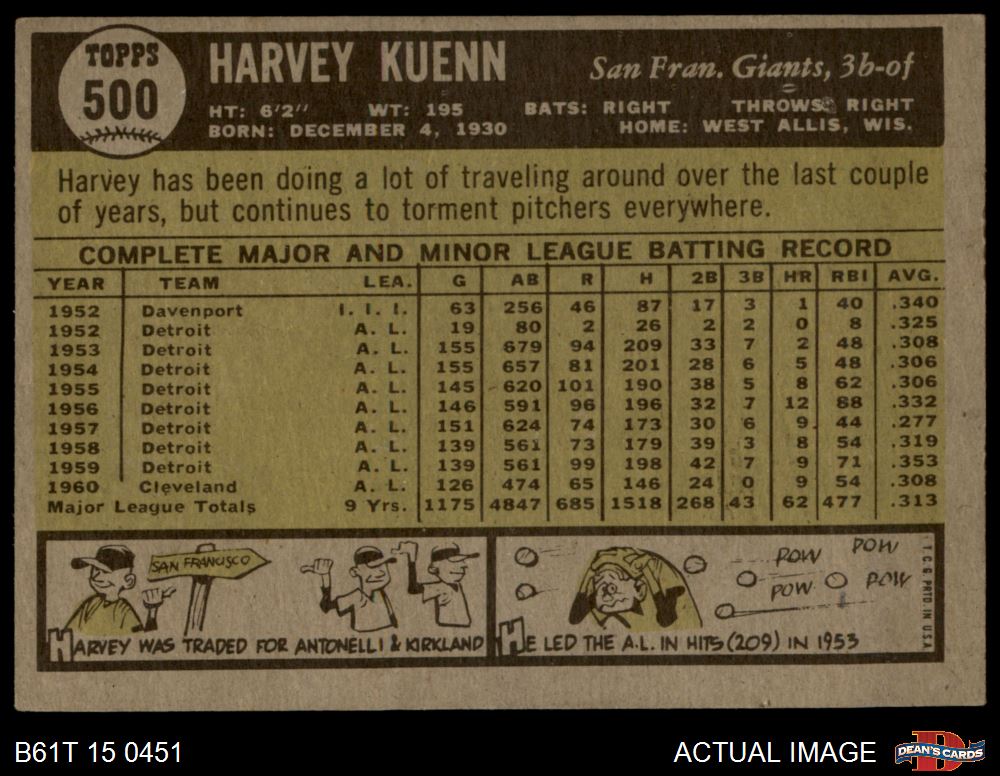 TOPPS
500
HARVEY KUENN
San Fran. Giants, 3b-of
HT: 6'2" WT: 195 BATS: RIGHT THROWS: RIGHT
BORN: DECEMBER 4, 1930 HOME: WEST ALLIS, WIS.
Harvey has been doing a lot of traveling around over the last couple
of years, but continues to torment pitchers everywhere.
COMPLETE MAJOR AND MINOR LEAGUE BATTING RECORD
YEAR TEAM LEA. G AB R H 2B 3B HR RBI AVG.
1952 Davenport I. I. I. 63 256 46 87 17 3 1 40 .340
1952 Detroit A. L. 19 80 2 26 2 2 0 8 .325
1953 Detroit A. L. 155 679 94 209 33 7 2 48 .308
1954 Detroit A. L. 155 657 81 201 28 6 5 48 .306
1955 Detroit A. L. 145 620 101 190 38 5 8 62 .306
1956 Detroit A. L. 146 591 96 196 32 7 12 88 .332
1957 Detroit A. L. 151 624 74 173 30 6 9 44 .277
1958 Detroit A. L. 139 561 73 179 39 3 8 54 .319
1959 Detroit A. L. 139 561 99 198 42 7 9 71 .353
1960 Cleveland A. L. 126 474 65 146 24 0 9 54 .308
Major League Totals 9 Yrs. 1175 4847 685 1518 268 43 62 477 .313
SAN FRANCISCO
HARVEY WAS TRADED FOR ANTONELLI & KIRKLAND
POW POW
POW POW
HE LED THE A.L. IN HITS (209) IN 1953
T.C.G. PRTD. IN U.S.A.
B61T 15 0451
ACTUAL IMAGE
D
DEAN'S CARDS